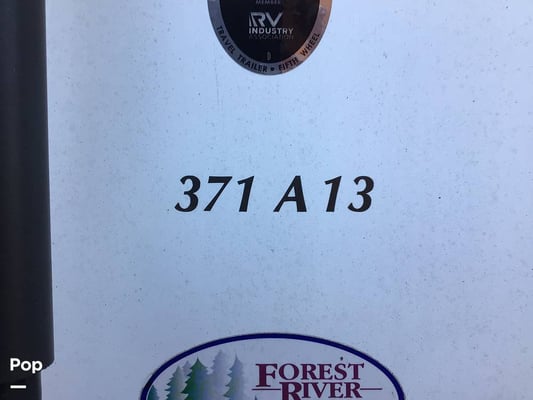 MEMBER
RV
INDUSTRY
ASSOCIATION
TRAVEL TRAILER • FIFTH WHEEL
371 A 13
FOREST
RIVER
Pop